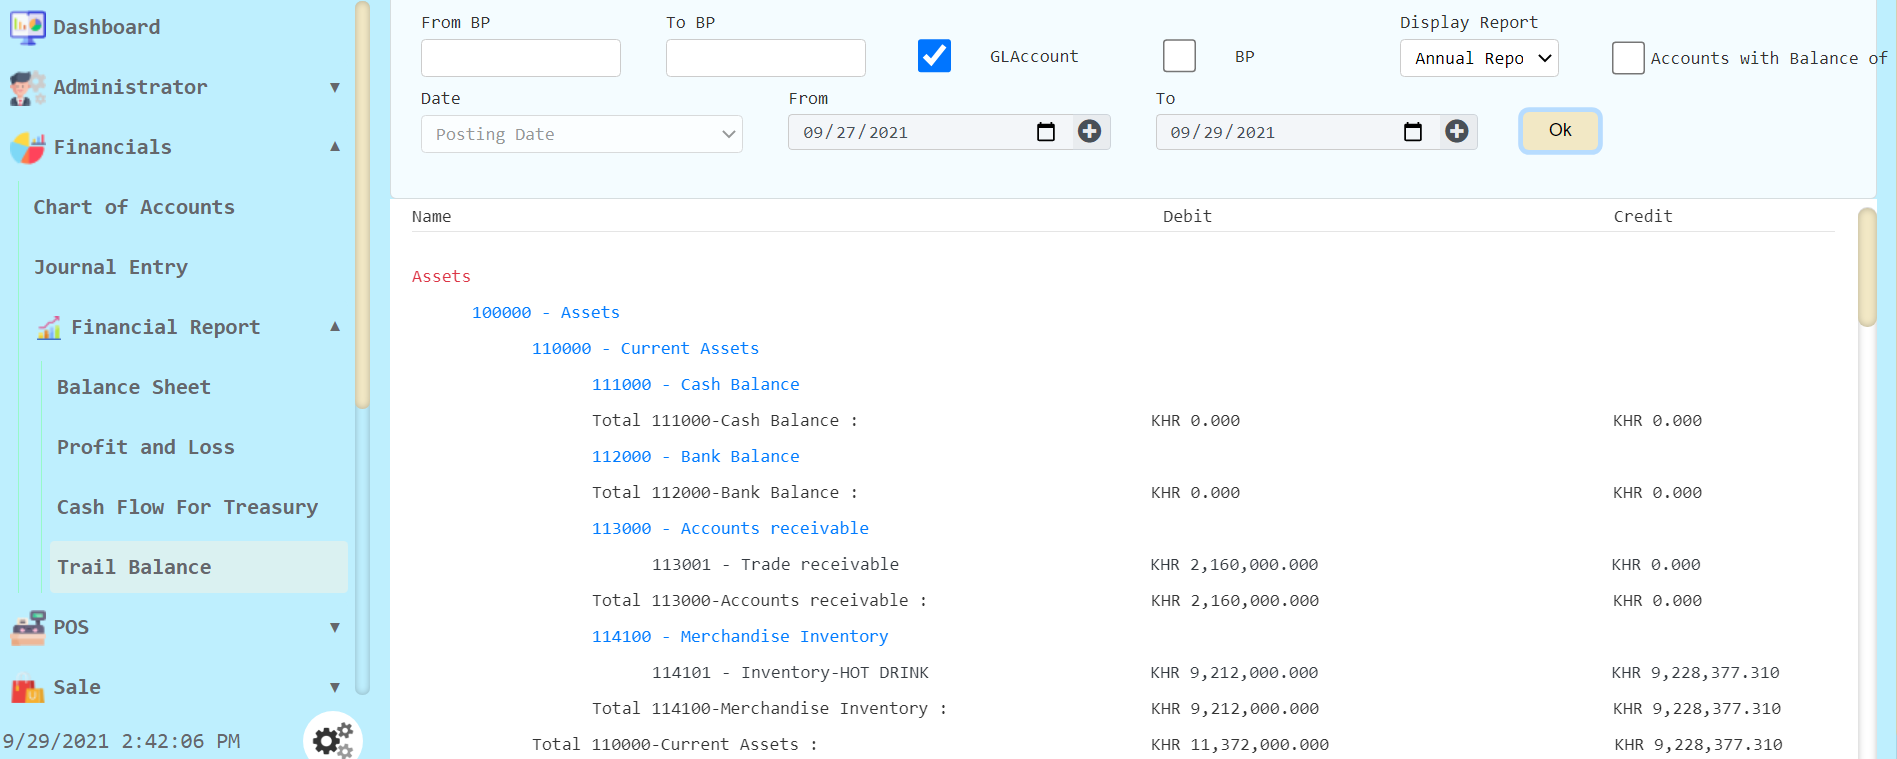 Dashboard
Administrator ▼
Financials ▲
Chart of Accounts
Journal Entry
Financial Report ▲
Balance Sheet
Profit and Loss
Cash Flow For Treasury
Trail Balance
POS ▼
Sale ▼
9/29/2021 2:42:06 PM
From BP
To BP
GLAccount
BP
Display Report
Annual Repo
Accounts with Balance of
Date
Posting Date
From
09/27/2021
To
09/29/2021
Ok
Name Debit Credit
Assets
100000 - Assets
110000 - Current Assets
111000 - Cash Balance
Total 111000-Cash Balance : KHR 0.000 KHR 0.000
112000 - Bank Balance
Total 112000-Bank Balance : KHR 0.000 KHR 0.000
113000 - Accounts receivable
113001 - Trade receivable KHR 2,160,000.000 KHR 0.000
Total 113000-Accounts receivable : KHR 2,160,000.000 KHR 0.000
114100 - Merchandise Inventory
114101 - Inventory-HOT DRINK KHR 9,212,000.000 KHR 9,228,377.310
Total 114100-Merchandise Inventory : KHR 9,212,000.000 KHR 9,228,377.310
Total 110000-Current Assets : KHR 11,372,000.000 KHR 9,228,377.310